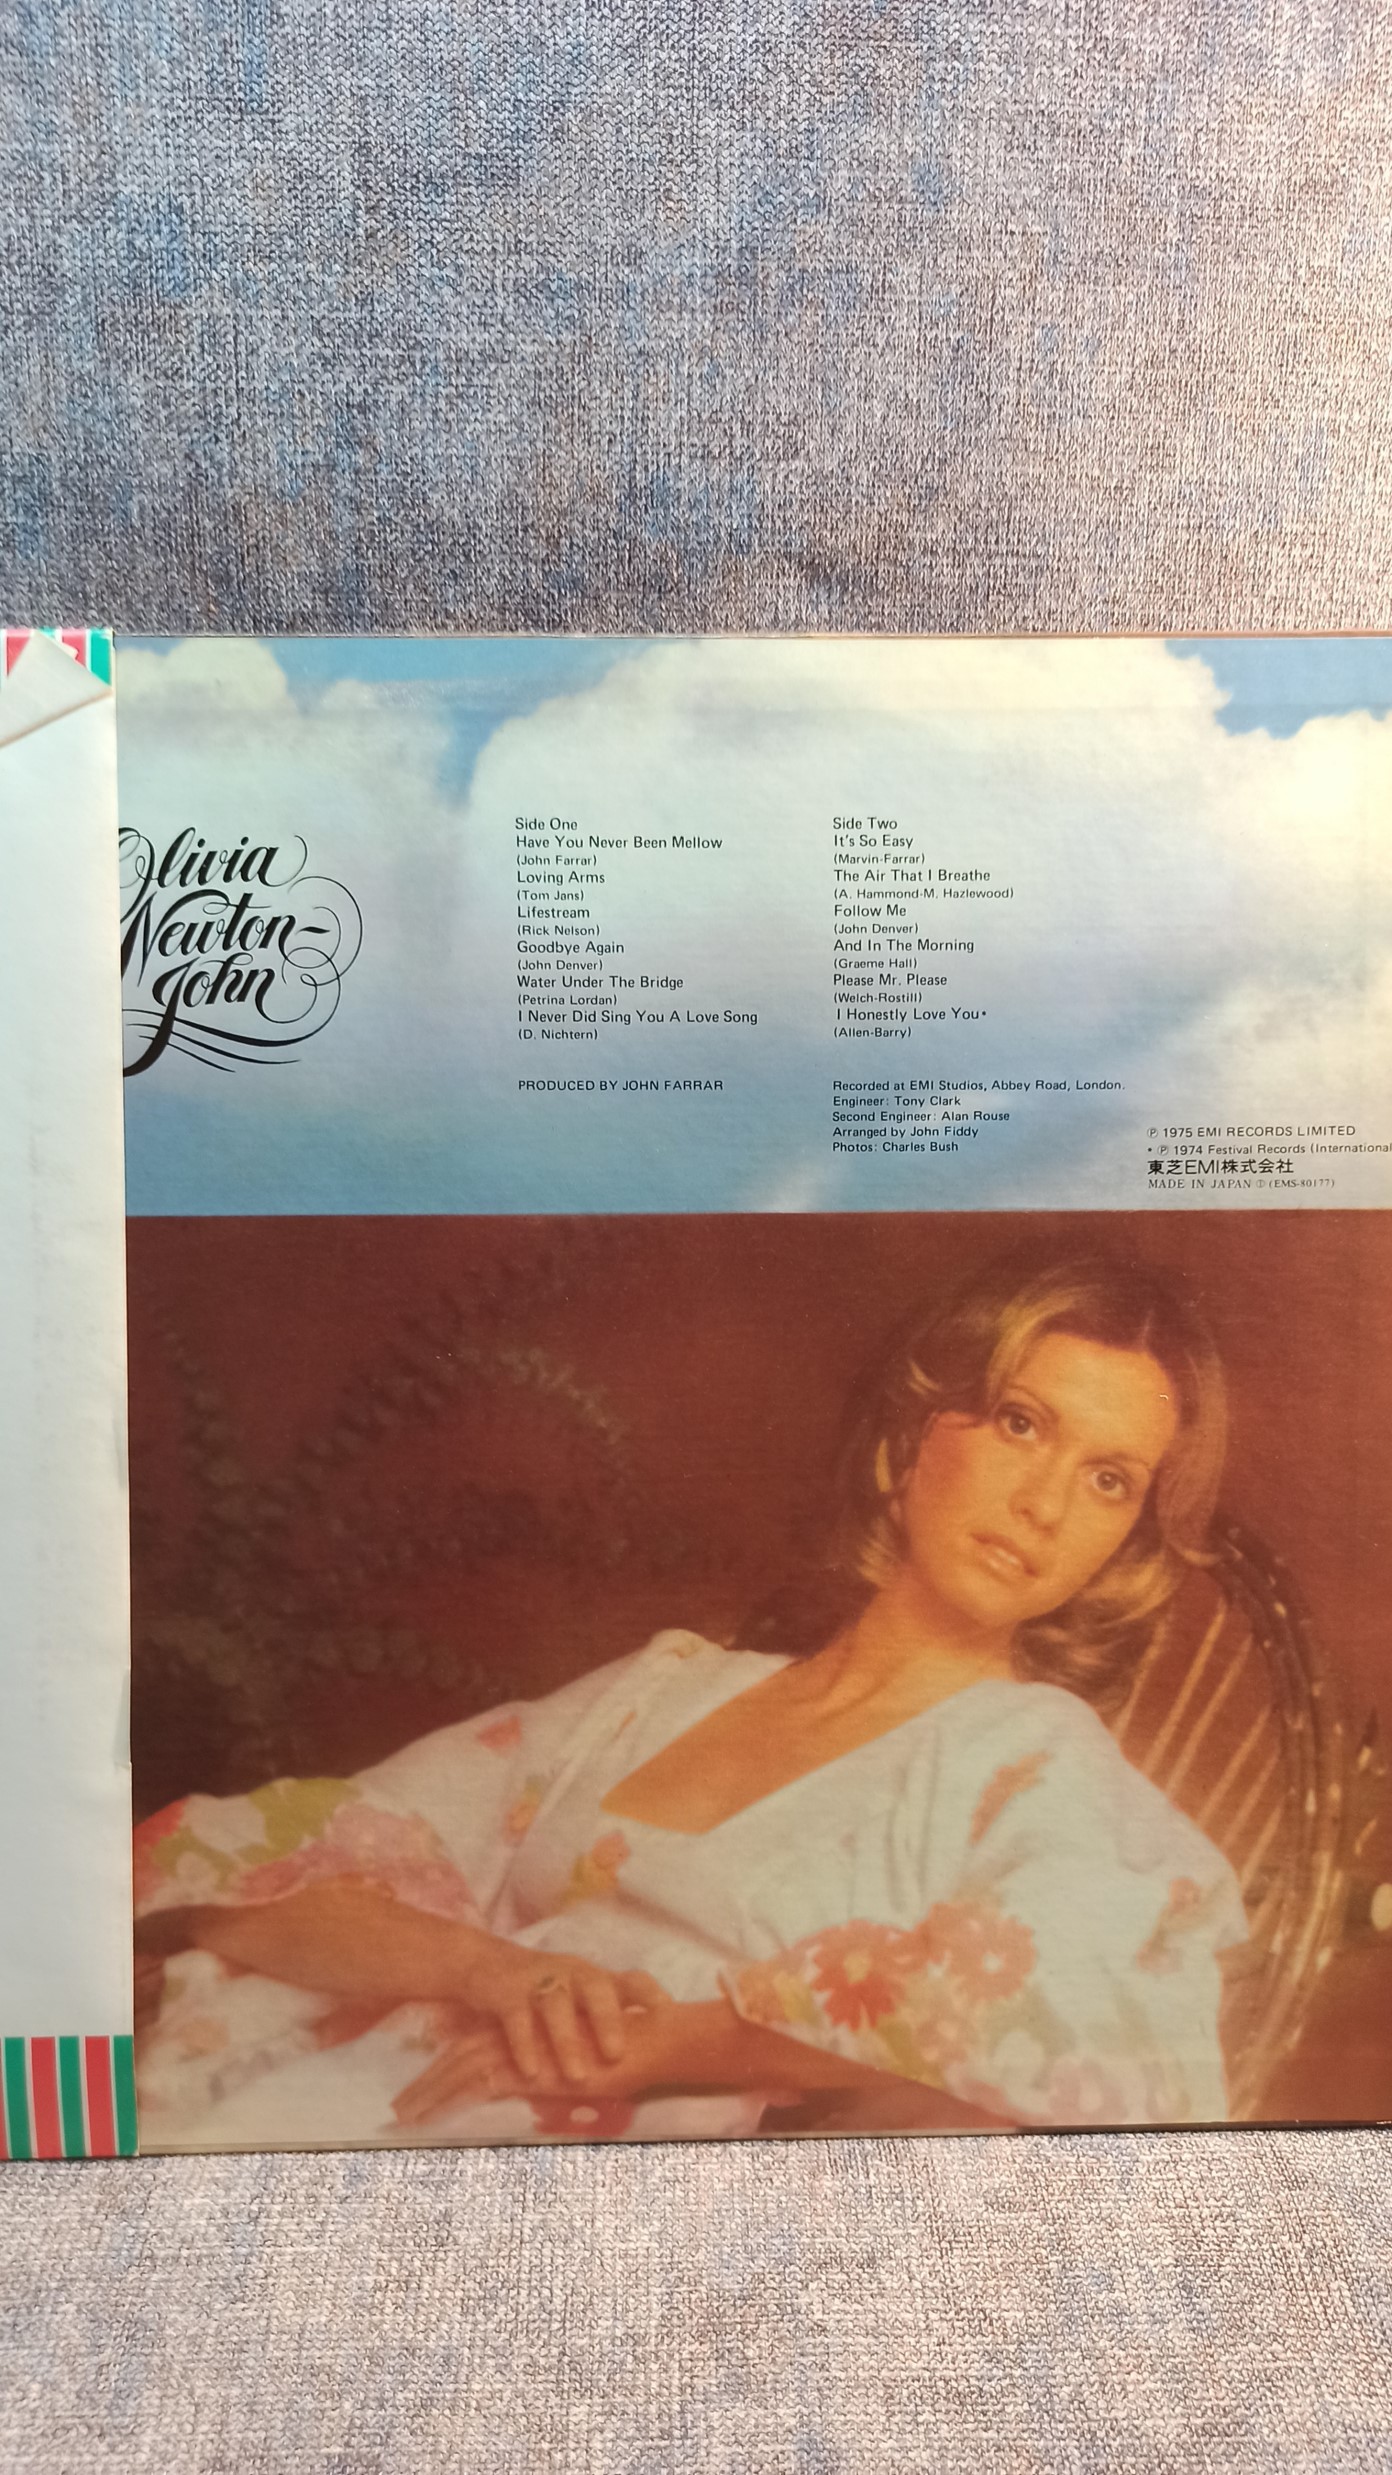 Olivia
Newton-
John
Side One
Have You Never Been Mellow
(John Farrar)
Loving Arms
(Tom Jans)
Lifestream
(Rick Nelson)
Goodbye Again
(John Denver)
Water Under The Bridge
(Petrina Lordan)
I Never Did Sing You A Love Song
(D. Nichtern)
PRODUCED BY JOHN FARRAR
Side Two
It's So Easy
(Marvin-Farrar)
The Air That I Breathe
(A. Hammond-M. Hazlewood)
Follow Me
(John Denver)
And In The Morning
(Graeme Hall)
Please Mr. Please
(Welch-Rostill)
I Honestly Love You•
(Allen-Barry)
Recorded at EMI Studios, Abbey Road, London.
Engineer: Tony Clark
Second Engineer: Alan Rouse
Arranged by John Fiddy
Photos: Charles Bush
℗ 1975 EMI RECORDS LIMITED
• ℗ 1974 Festival Records (International
東芝EMI株式会社
MADE IN JAPAN ① (EMS-80177)